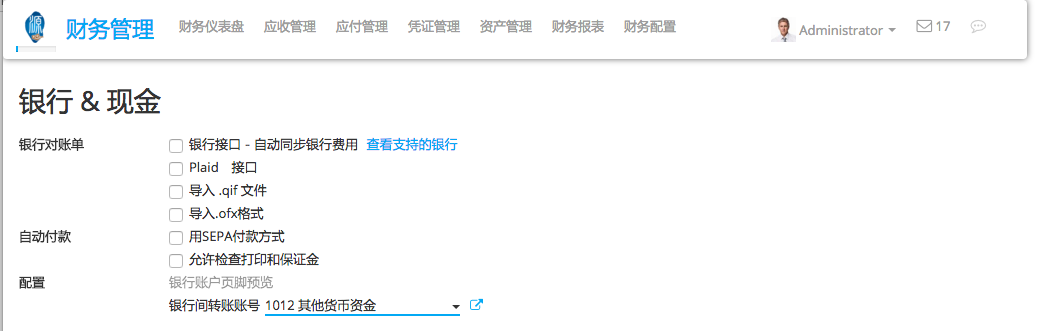 源 财务管理 财务仪表盘 应收管理 应付管理 凭证管理 资产管理 财务报表 财务配置 Administrator 17
银行 & 现金
银行对账单 银行接口 - 自动同步银行费用 查看支持的银行
Plaid 接口
导入 .qif 文件
导入.ofx格式
自动付款 用SEPA付款方式
允许检查打印和保证金
配置 银行账户页脚预览
银行间转账账号 1012 其他货币资金